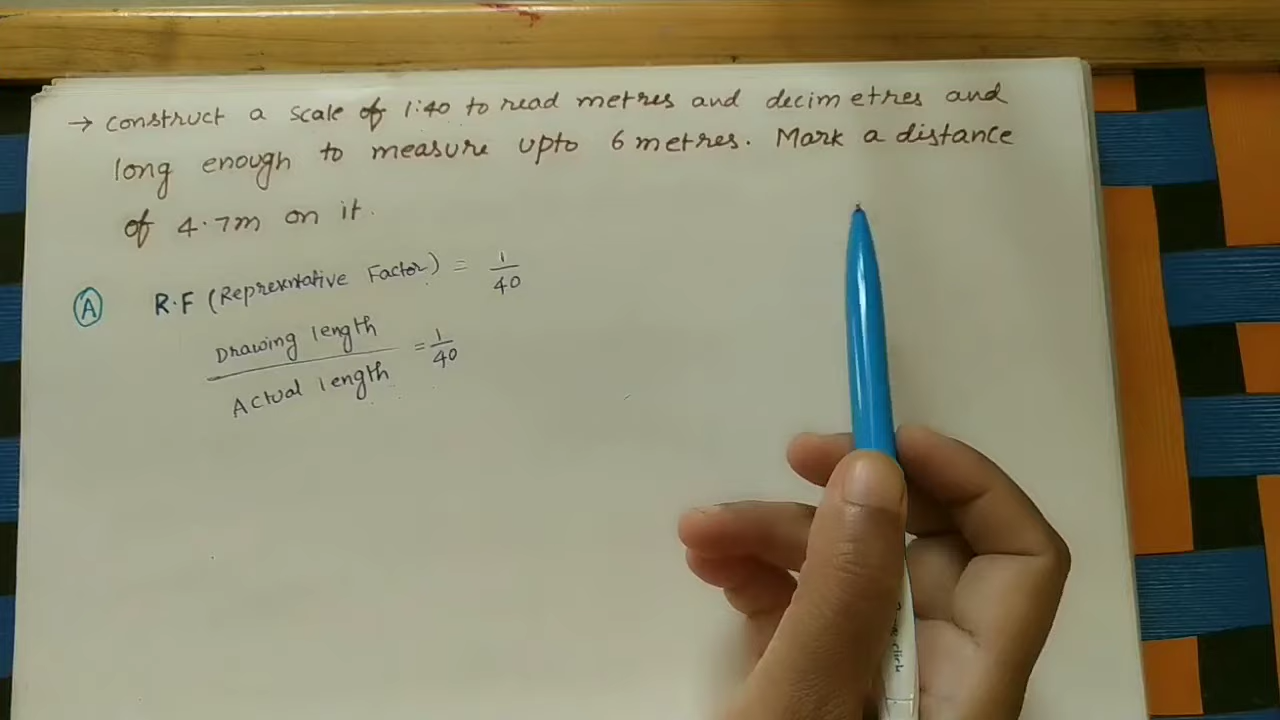 → construct a scale of 1:40 to read metres and decimetres and
long enough to measure upto 6 metres. Mark a distance
of 4.7m on it.
A R.F (Representative Factor) = 1/40
Drawing length / Actual length = 1/40